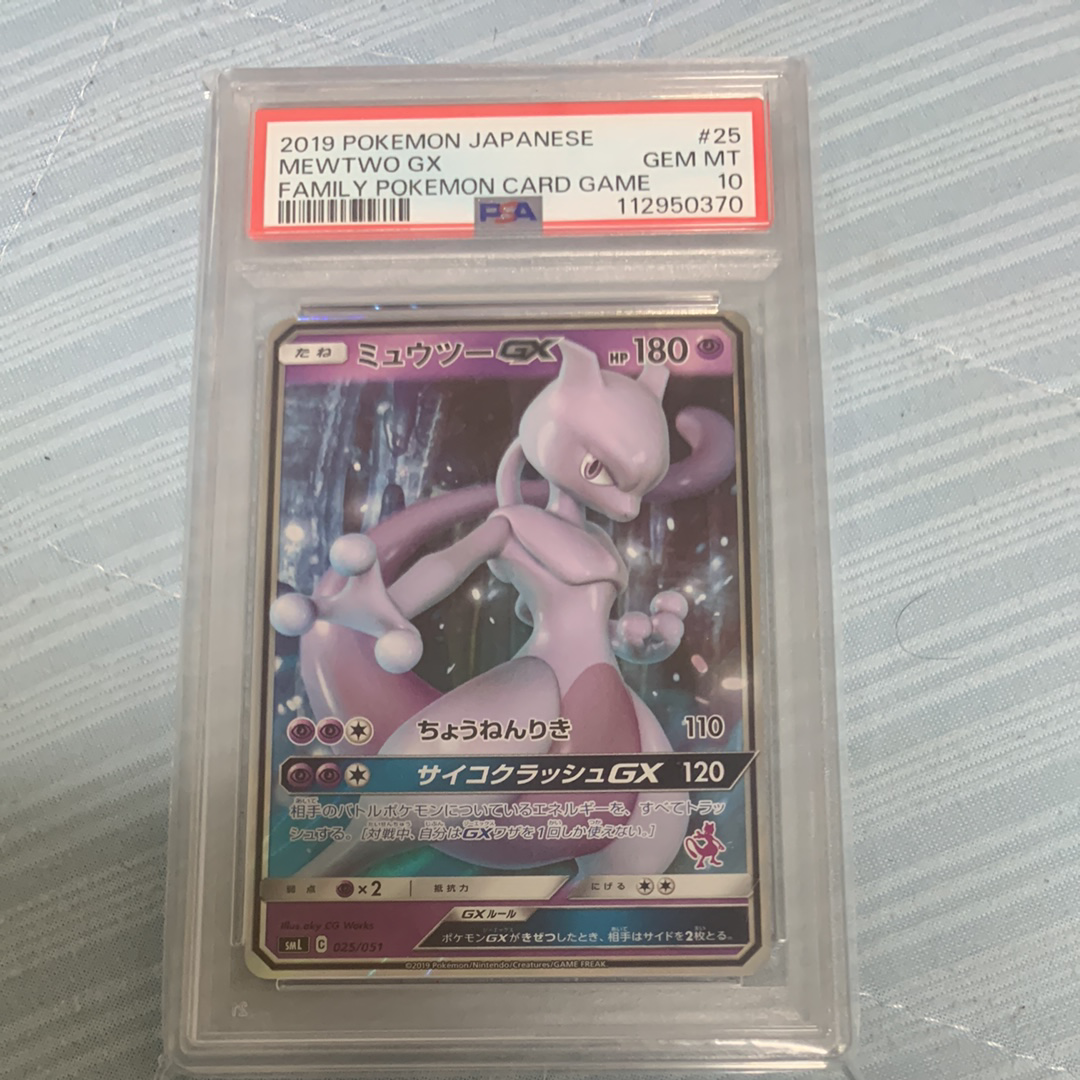 2019 POKEMON JAPANESE #25
MEWTWO GX GEM MT
FAMILY POKEMON CARD GAME 10
PSA 112950370
たね ミュウツーGX HP 180
ちょうねんりき 110
サイコクラッシュGX 120
相手のバトルポケモンについているエネルギーを、すべてトラッ
シュする。[対戦中、自分はGXワザを1回しか使えない。]
弱点 ×2 抵抗力 にげる
GXルール
Illus. aky CG Works
ポケモンGXがきぜつしたとき、相手はサイドを2枚とる。
SML C 025/051
©2019 Pokémon/Nintendo/Creatures/GAME FREAK.